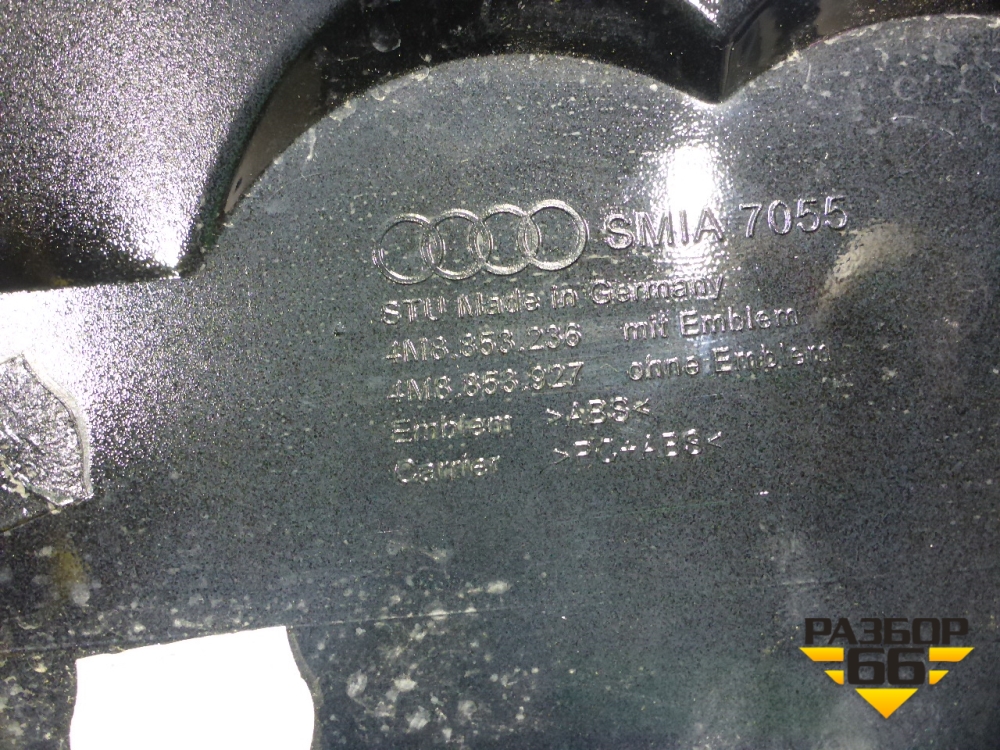 SMIA 7055
STU Made in Germany
4M8.853.236 mit Emblem
4M8.853.927 ohne Emblem
Emblem >ABS<
Carrier >PC+ABS<
РАЗБОР
66